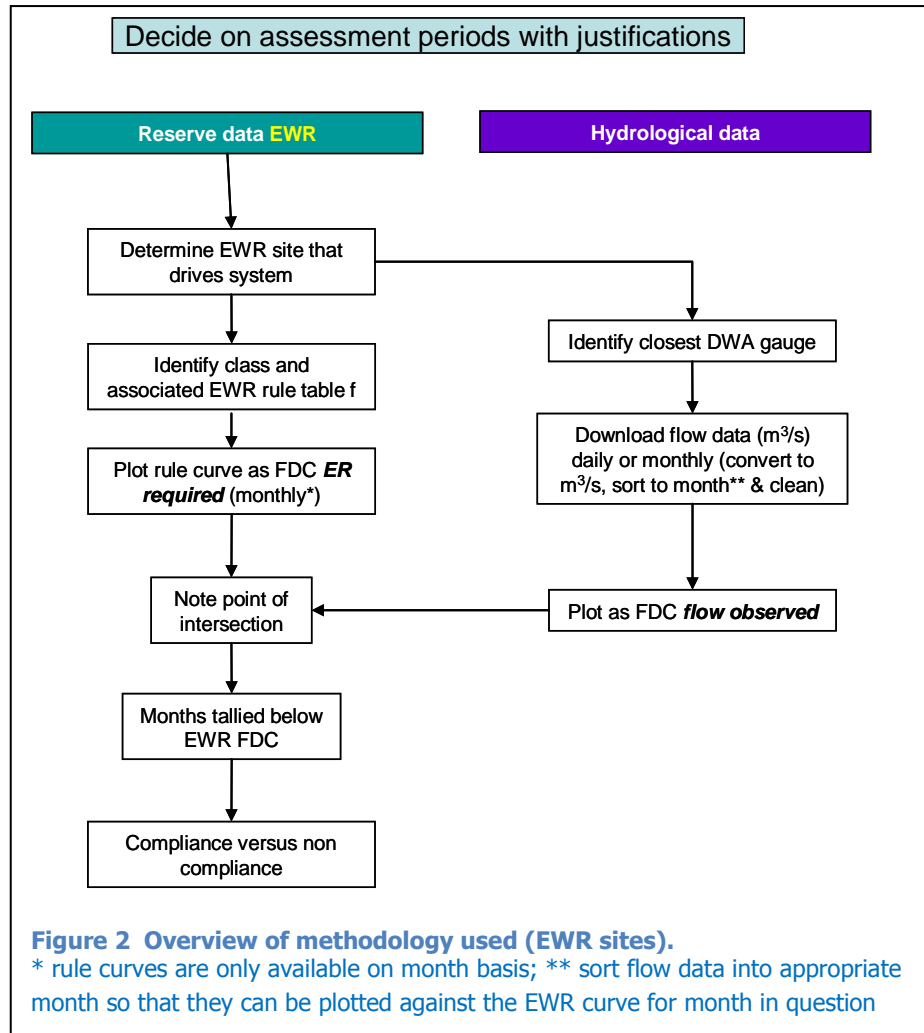 Decide on assessment periods with justifications
Reserve data EWR
Hydrological data
Determine EWR site that
drives system
Identify closest DWA gauge
Identify class and
associated EWR rule table f
Download flow data (m³/s)
daily or monthly (convert to
m³/s, sort to month** & clean)
Plot rule curve as FDC ER
required (monthly*)
Note point of
intersection
Plot as FDC flow observed
Months tallied below
EWR FDC
Compliance versus non
compliance
Figure 2 Overview of methodology used (EWR sites).
* rule curves are only available on month basis; ** sort flow data into appropriate
month so that they can be plotted against the EWR curve for month in question